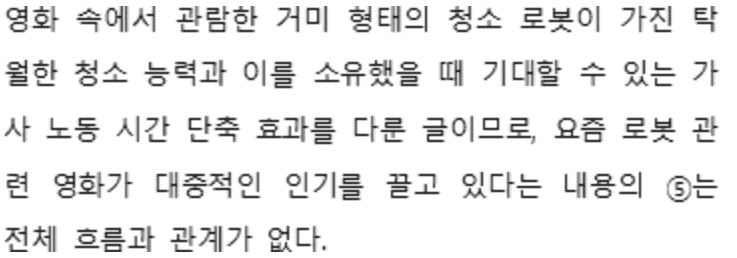 영화 속에서 관람한 거미 형태의 청소 로봇이 가진 탁
월한 청소 능력과 이를 소유했을 때 기대할 수 있는 가
사 노동 시간 단축 효과를 다룬 글이므로, 요즘 로봇 관
련 영화가 대중적인 인기를 끌고 있다는 내용의 ⑤는
전체 흐름과 관계가 없다.